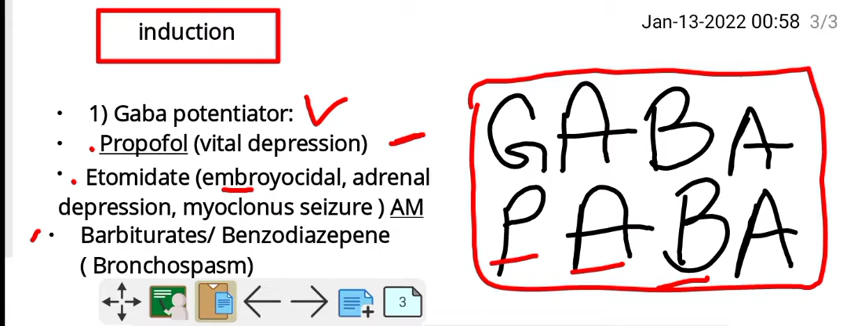 induction
Jan-13-2022 00:58 3/3
· 1) Gaba potentiator:
· Propofol (vital depression)
· Etomidate (embroyocidal, adrenal
depression, myoclonus seizure ) AM
· Barbiturates/ Benzodiazepene
( Bronchospasm)
GABA
PABA
3